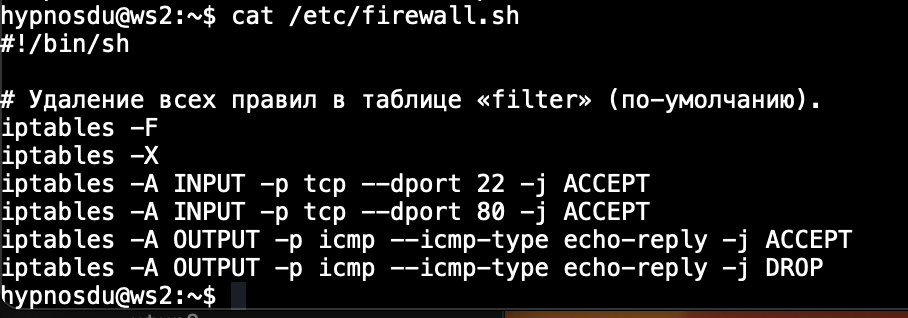 hypnosdu@ws2:~$ cat /etc/firewall.sh
#!/bin/sh

# Удаление всех правил в таблице «filter» (по-умолчанию).
iptables -F
iptables -X
iptables -A INPUT -p tcp --dport 22 -j ACCEPT
iptables -A INPUT -p tcp --dport 80 -j ACCEPT
iptables -A OUTPUT -p icmp --icmp-type echo-reply -j ACCEPT
iptables -A OUTPUT -p icmp --icmp-type echo-reply -j DROP
hypnosdu@ws2:~$